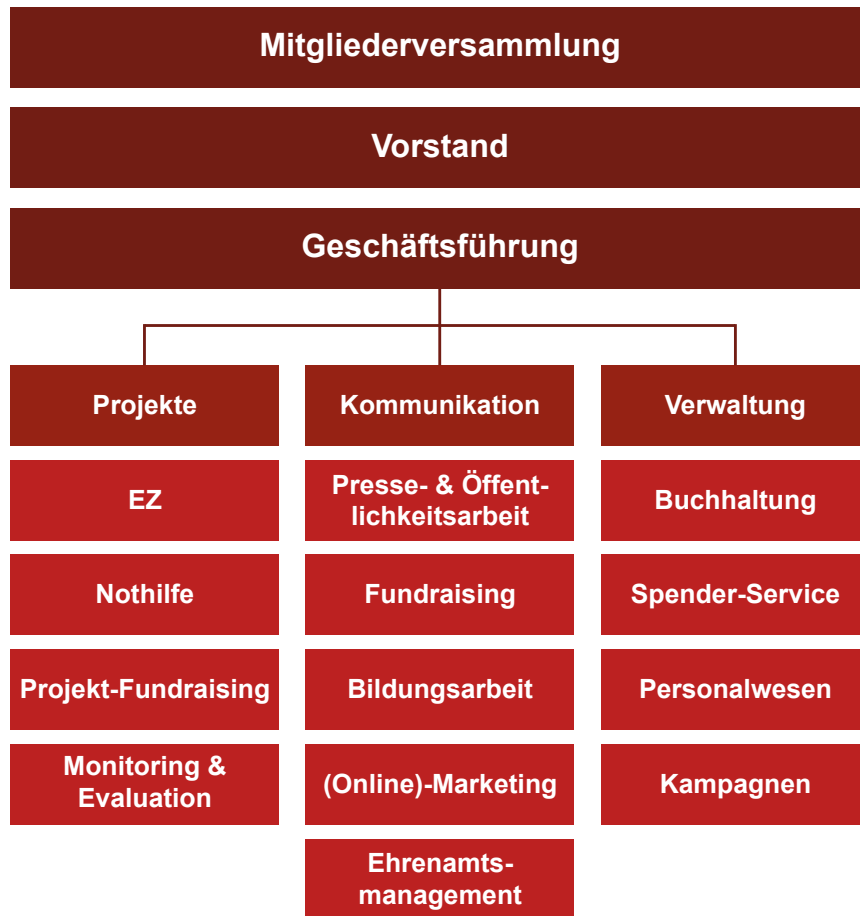 Mitgliederversammlung
Vorstand
Geschäftsführung
Projekte
EZ
Nothilfe
Projekt-Fundraising
Monitoring &
Evaluation
Kommunikation
Presse- & Öffent-
lichkeitsarbeit
Fundraising
Bildungsarbeit
(Online)-Marketing
Ehrenamts-
management
Verwaltung
Buchhaltung
Spender-Service
Personalwesen
Kampagnen